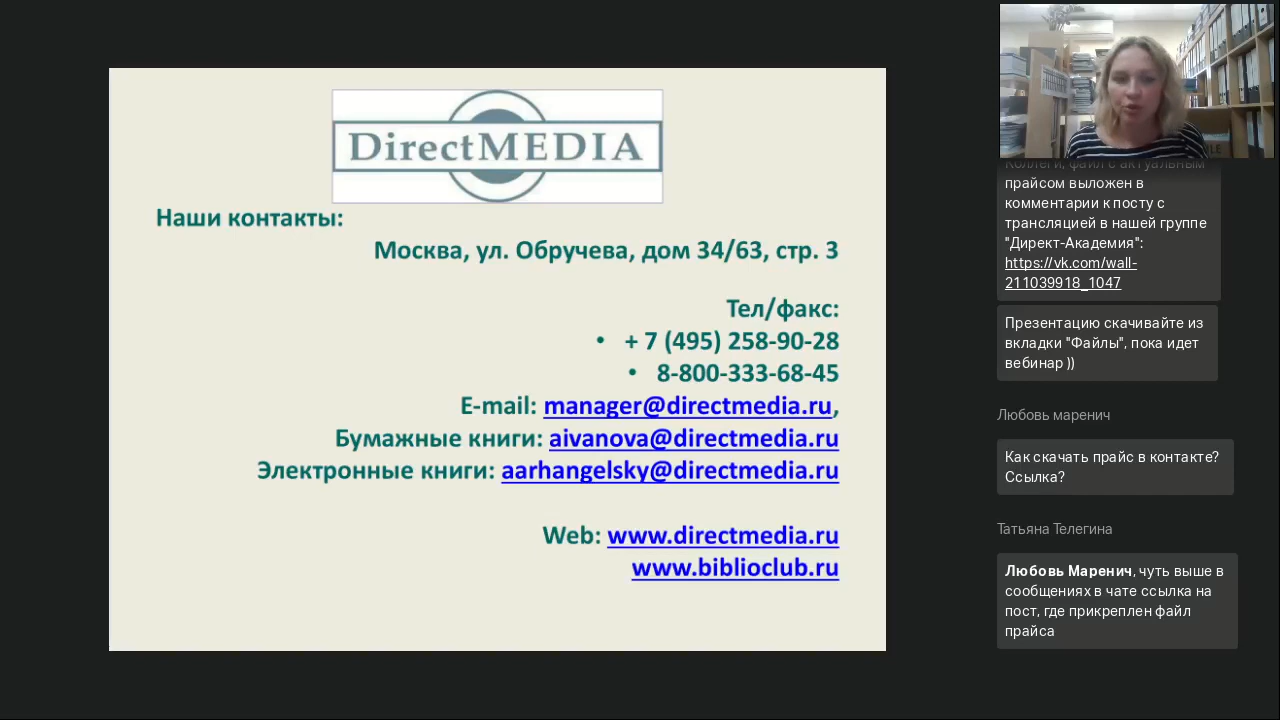 DirectMEDIA
Наши контакты:
Москва, ул. Обручева, дом 34/63, стр. 3
Тел/факс:
• + 7 (495) 258-90-28
• 8-800-333-68-45
E-mail: manager@directmedia.ru,
Бумажные книги: aivanova@directmedia.ru
Электронные книги: aarhangelsky@directmedia.ru
Web: www.directmedia.ru
www.biblioclub.ru
Коллеги, файл с актуальным
прайсом выложен в
комментарии к посту с
трансляцией в нашей группе
"Директ-Академия":
https://vk.com/wall-
211039918_1047
Презентацию скачивайте из
вкладки "Файлы", пока идет
вебинар ))
Любовь маренич
Как скачать прайс в контакте?
Ссылка?
Татьяна Телегина
Любовь Маренич, чуть выше в
сообщениях в чате ссылка на
пост, где прикреплен файл
прайса